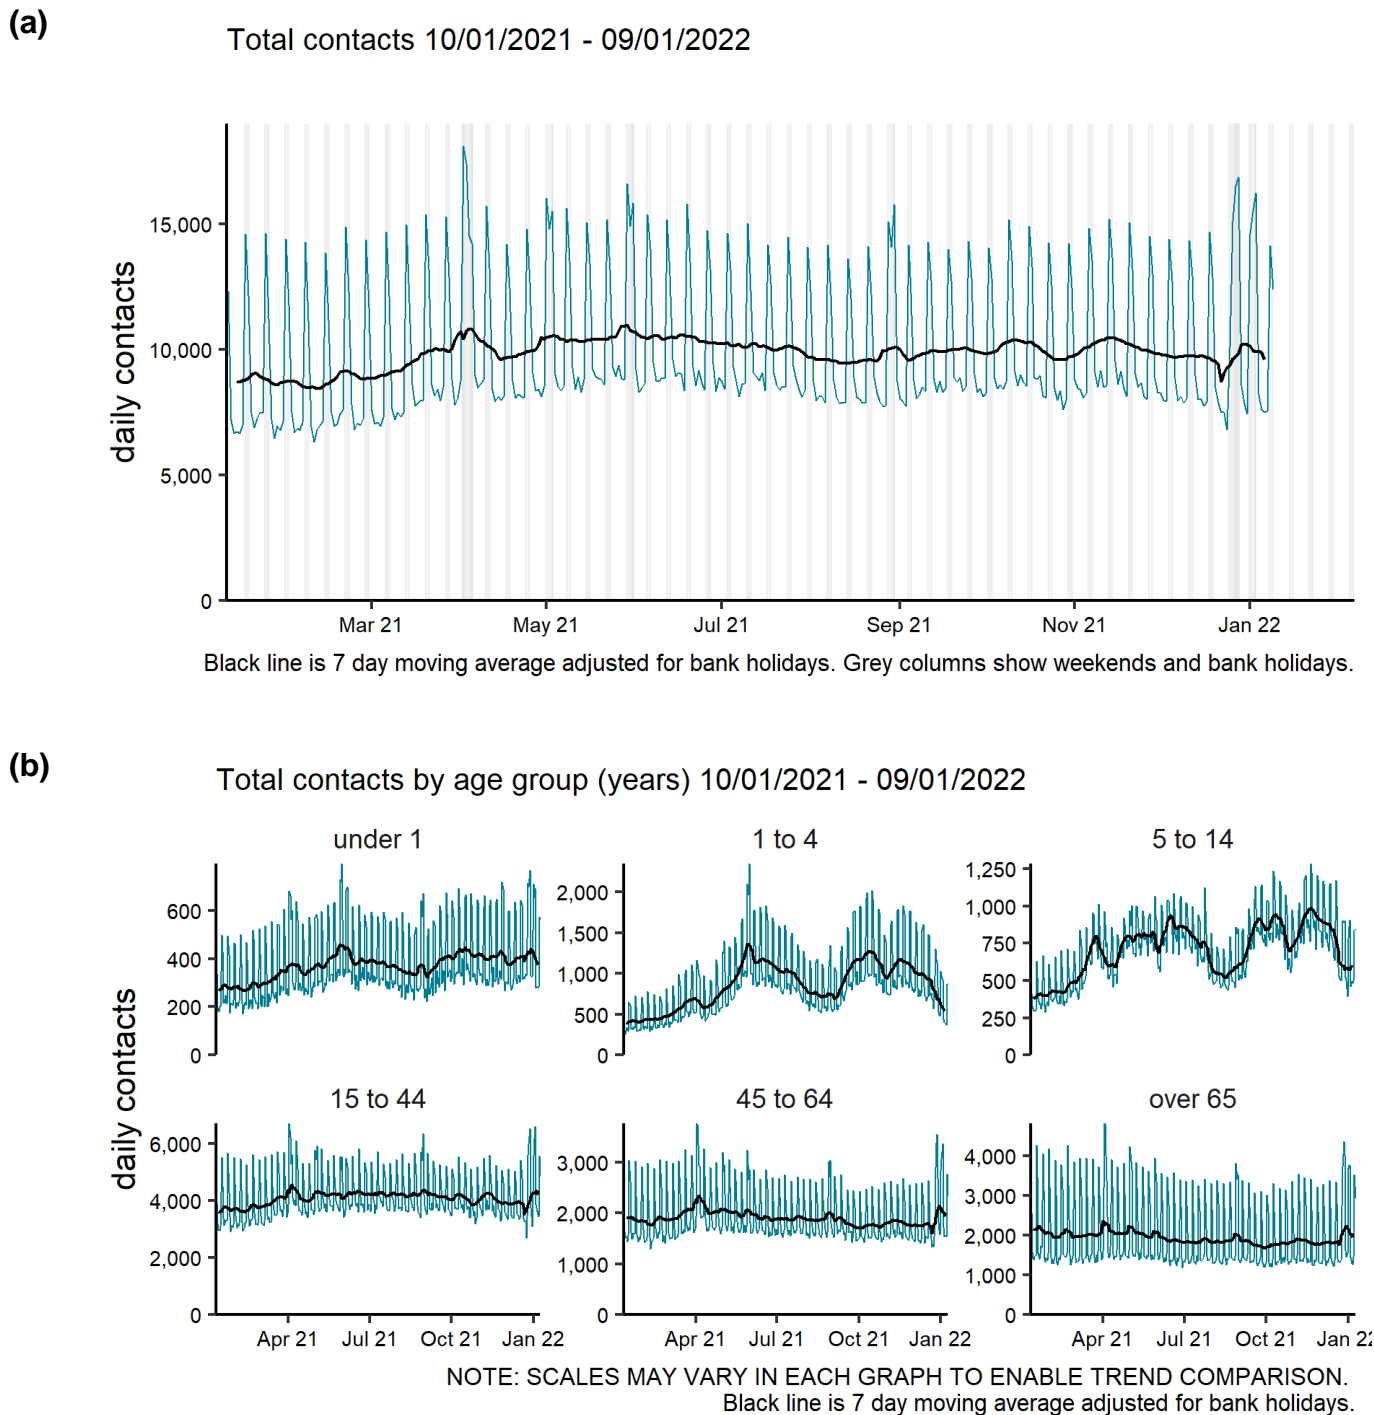 (a)
Total contacts 10/01/2021 - 09/01/2022
daily contacts
15,000
10,000
5,000
0
Mar 21 May 21 Jul 21 Sep 21 Nov 21 Jan 22
Black line is 7 day moving average adjusted for bank holidays. Grey columns show weekends and bank holidays.
(b)
Total contacts by age group (years) 10/01/2021 - 09/01/2022
daily contacts
under 1
600
400
200
0
1 to 4
2,000
1,500
1,000
500
0
5 to 14
1,250
1,000
750
500
250
0
15 to 44
6,000
4,000
2,000
0
Apr 21 Jul 21 Oct 21 Jan 22
45 to 64
3,000
2,000
1,000
0
Apr 21 Jul 21 Oct 21 Jan 22
over 65
4,000
3,000
2,000
1,000
0
Apr 21 Jul 21 Oct 21 Jan 22
NOTE: SCALES MAY VARY IN EACH GRAPH TO ENABLE TREND COMPARISON.
Black line is 7 day moving average adjusted for bank holidays.